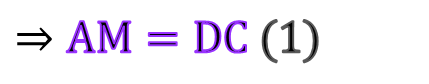 ⇒ AM = DC (1)